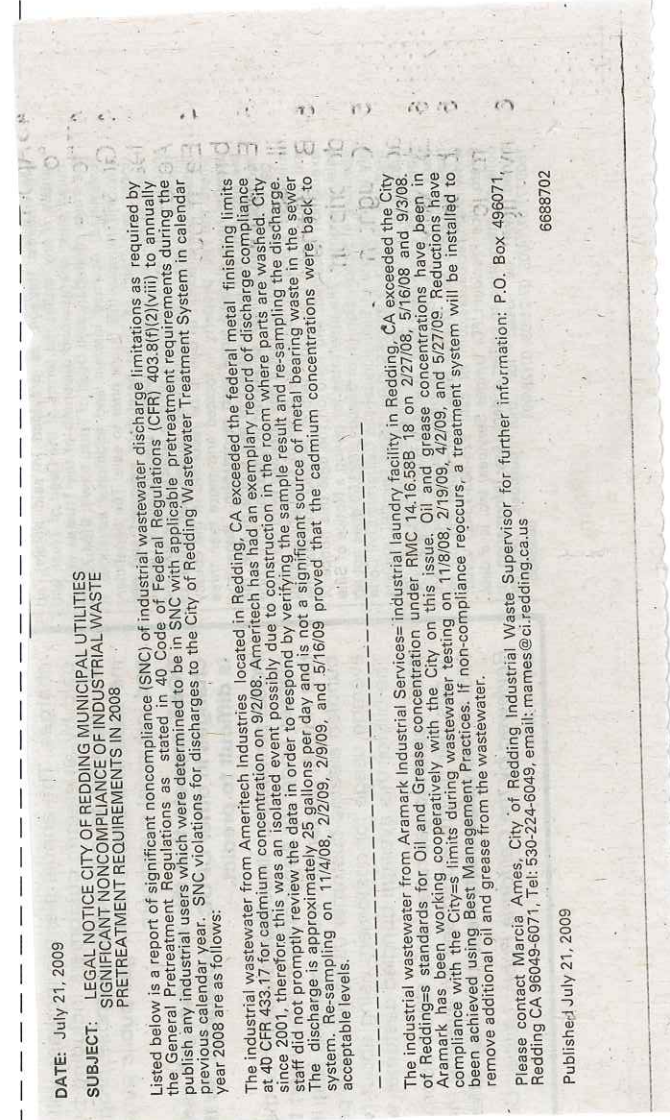 DATE: July 21, 2009
SUBJECT: LEGAL NOTICE CITY OF REDDING MUNICIPAL UTILITIES
SIGNIFICANT NONCOMPLIANCE OF INDUSTRIAL WASTE
PRETREATMENT REQUIREMENTS IN 2008
Listed below is a report of significant noncompliance (SNC) of industrial wastewater discharge limitations as required by
the General Pretreatment Regulations as stated in 40 Code of Federal Regulations (CFR) 403.8(f)(2)(viii) to annually
publish any industrial users which were determined to be in SNC with applicable pretreatment requirements during the
previous calendar year. SNC violations for discharges to the City of Redding Wastewater Treatment System in calendar
year 2008 are as follows:
The industrial wastewater from Ameritech Industries located in Redding, CA exceeded the federal metal finishing limits
at 40 CFR 433.17 for cadmium concentration on 9/2/08. Ameritech has had an exemplary record of discharge compliance
since 2001, therefore this was an isolated event possibly due to construction in the room where parts are washed. City
staff did not promptly review the data in order to respond by verifying the sample result and re-sampling the discharge.
The discharge is approximately 25 gallons per day and is not a significant source of metal bearing waste in the sewer
system. Re-sampling on 11/4/08, 2/2/09, 2/9/09, and 5/16/09 proved that the cadmium concentrations were back to
acceptable levels.
The industrial wastewater from Aramark Industrial Services= industrial laundry facility in Redding, CA exceeded the City
of Redding=s standards for Oil and Grease concentration under RMC 14.16.58B 18 on 2/27/08, 5/16/08 and 9/3/08.
Aramark has been working cooperatively with the City on this issue. Oil and grease concentrations have been in
compliance with the City=s limits during wastewater testing on 11/8/08, 2/19/09, 4/2/09, and 5/27/09. Reductions have
been achieved using Best Management Practices. If non-compliance reoccurs, a treatment system will be installed to
remove additional oil and grease from the wastewater.
Please contact Marcia Ames, City of Redding Industrial Waste Supervisor for further information: P.O. Box 496071,
Redding CA 96049-6071, Tel: 530-224-6049, email: mames@ci.redding.ca.us
Published July 21, 2009
6688702